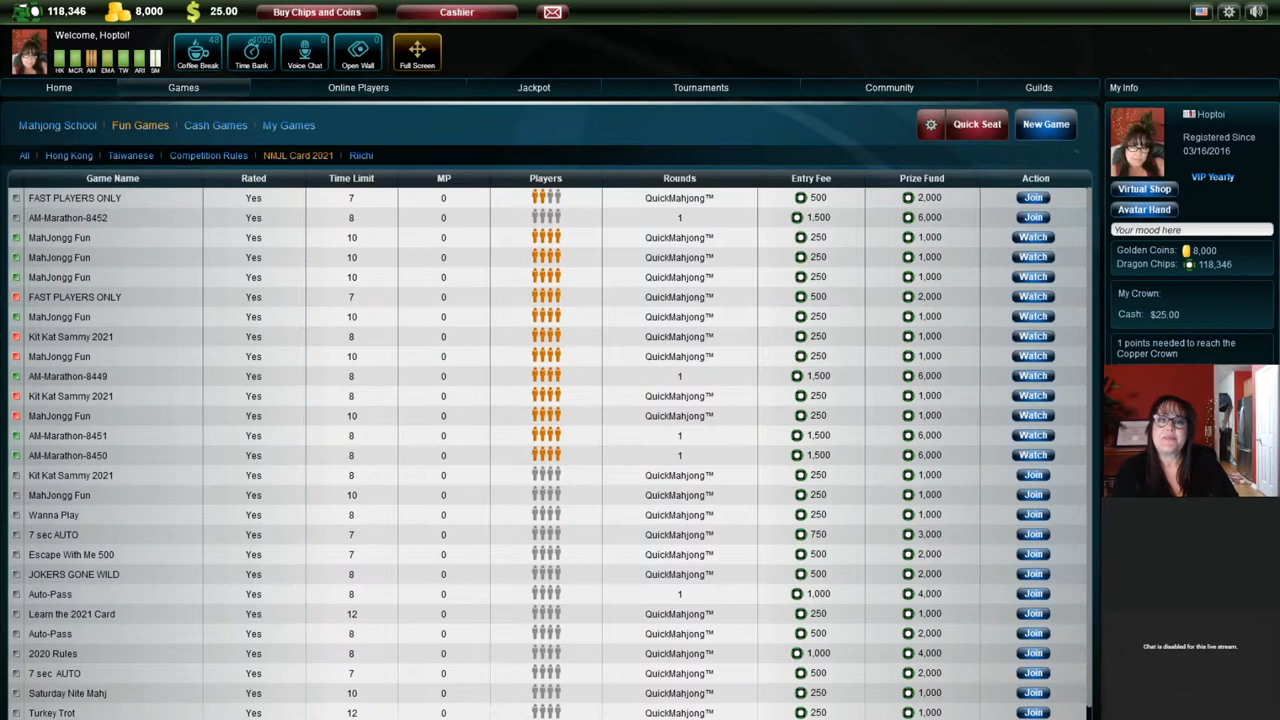 118,346 8,000 25.00 Buy Chips and Coins Cashier
Welcome, Hoptoi!
48 4005 0 0
HK MCR AM EMA TW ARI SM Coffee Break Time Bank Voice Chat Open Wall Full Screen
Home Games Online Players Jackpot Tournaments Community Guilds My Info
Mahjong School Fun Games Cash Games My Games Quick Seat New Game
All Hong Kong Taiwanese Competition Rules NMJL Card 2021 Riichi
Game Name Rated Time Limit MP Players Rounds Entry Fee Prize Fund Action
FAST PLAYERS ONLY Yes 7 0 QuickMahjong™ 500 2,000 Join
AM-Marathon-8452 Yes 8 0 1 1,500 6,000 Join
MahJongg Fun Yes 10 0 QuickMahjong™ 250 1,000 Watch
MahJongg Fun Yes 10 0 QuickMahjong™ 250 1,000 Watch
MahJongg Fun Yes 10 0 QuickMahjong™ 250 1,000 Watch
FAST PLAYERS ONLY Yes 7 0 QuickMahjong™ 500 2,000 Watch
MahJongg Fun Yes 10 0 QuickMahjong™ 250 1,000 Watch
Kit Kat Sammy 2021 Yes 8 0 QuickMahjong™ 250 1,000 Watch
MahJongg Fun Yes 10 0 QuickMahjong™ 250 1,000 Watch
AM-Marathon-8449 Yes 8 0 1 1,500 6,000 Watch
Kit Kat Sammy 2021 Yes 8 0 QuickMahjong™ 250 1,000 Watch
MahJongg Fun Yes 10 0 QuickMahjong™ 250 1,000 Watch
AM-Marathon-8451 Yes 8 0 1 1,500 6,000 Watch
AM-Marathon-8450 Yes 8 0 1 1,500 6,000 Watch
Kit Kat Sammy 2021 Yes 8 0 QuickMahjong™ 250 1,000 Join
MahJongg Fun Yes 10 0 QuickMahjong™ 250 1,000 Join
Wanna Play Yes 8 0 QuickMahjong™ 250 1,000 Join
7 sec AUTO Yes 7 0 QuickMahjong™ 750 3,000 Join
Escape With Me 500 Yes 7 0 QuickMahjong™ 500 2,000 Join
JOKERS GONE WILD Yes 8 0 QuickMahjong™ 500 2,000 Join
Auto-Pass Yes 8 0 1 1,000 4,000 Join
Learn the 2021 Card Yes 12 0 QuickMahjong™ 250 1,000 Join
Auto-Pass Yes 8 0 QuickMahjong™ 500 2,000 Join
2020 Rules Yes 8 0 QuickMahjong™ 1,000 4,000 Join
7 sec AUTO Yes 7 0 QuickMahjong™ 500 2,000 Join
Saturday Nite Mahj Yes 10 0 QuickMahjong™ 250 1,000 Join
Turkey Trot Yes 12 0 QuickMahjong™ 250 1,000 Join
Hoptoi
Registered Since
03/16/2016
VIP Yearly
Virtual Shop
Avatar Hand
Your mood here
Golden Coins: 8,000
Dragon Chips: 118,346
My Crown:
Cash: $25.00
1 points needed to reach the
Copper Crown
Chat is disabled for this live stream.